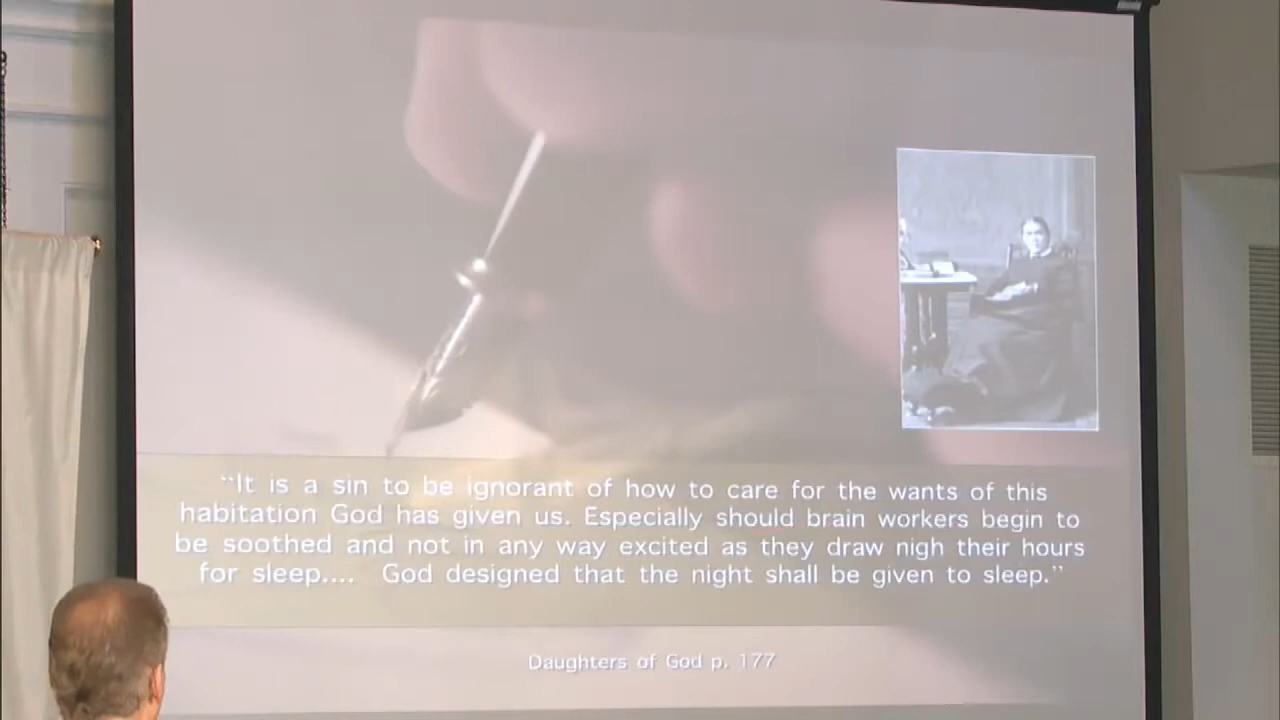 “It is a sin to be ignorant of how to care for the wants of this
habitation God has given us. Especially should brain workers begin to
be soothed and not in any way excited as they draw nigh their hours
for sleep.... God designed that the night shall be given to sleep.”
Daughters of God p. 177